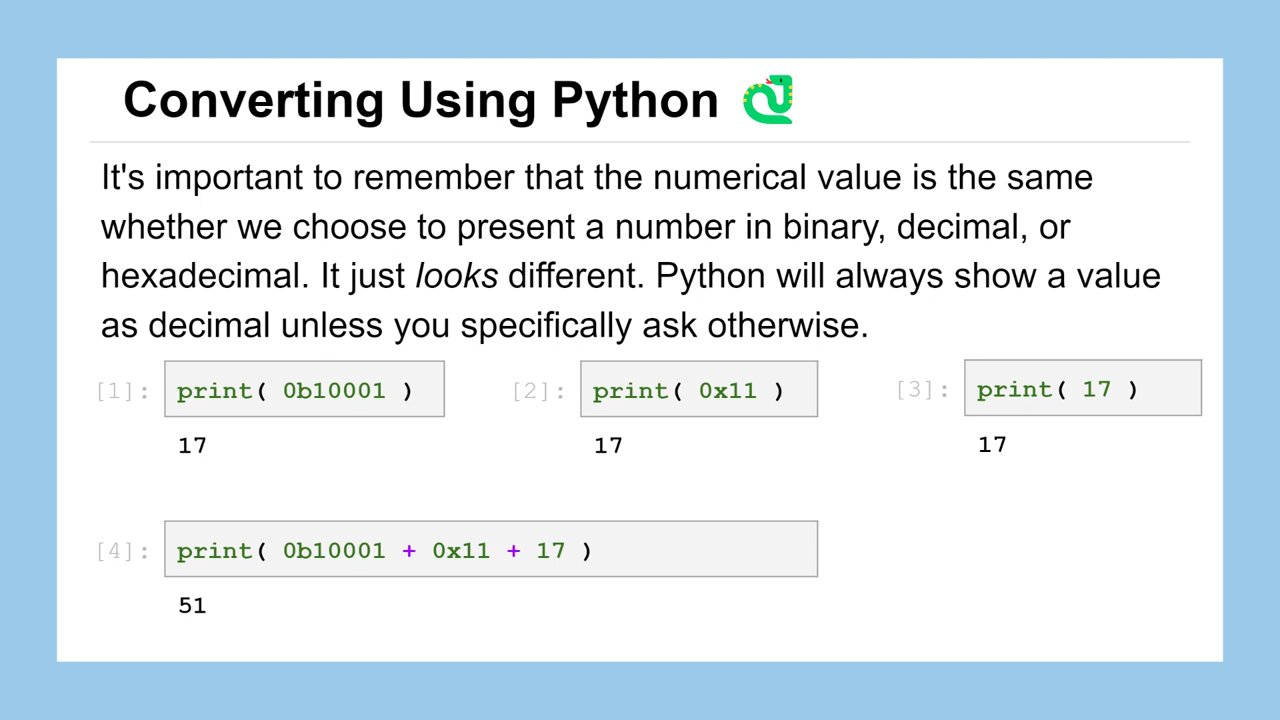 Converting Using Python
It's important to remember that the numerical value is the same
whether we choose to present a number in binary, decimal, or
hexadecimal. It just looks different. Python will always show a value
as decimal unless you specifically ask otherwise.
[1]: print( 0b10001 ) [2]: print( 0x11 ) [3]: print( 17 )
17 17 17
[4]: print( 0b10001 + 0x11 + 17 )
51